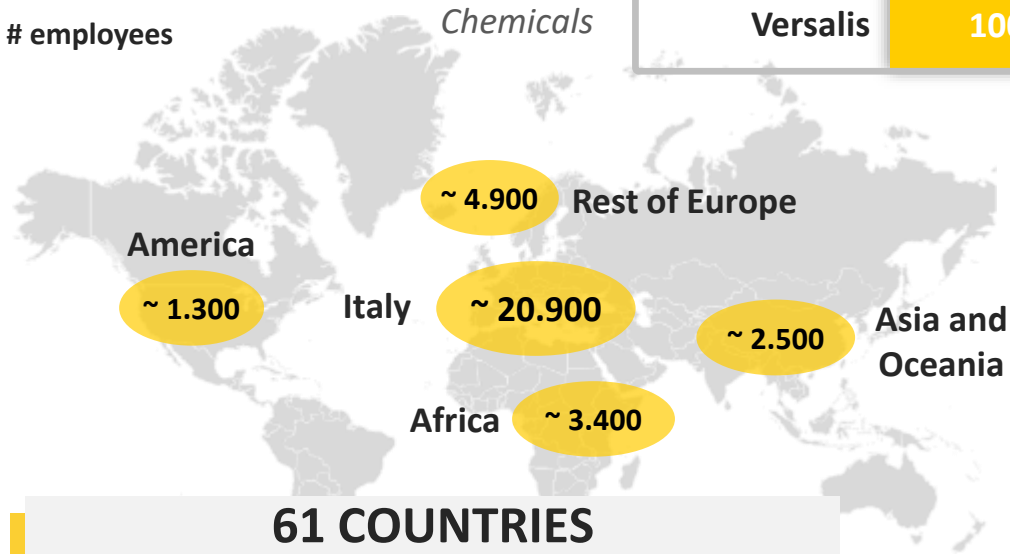 # employees
Chemicals
Versalis
~ 4.900
Rest of Europe
America
~ 1.300
Italy
~ 20.900
~ 2.500
Asia and
Oceania
Africa
~ 3.400
61 COUNTRIES